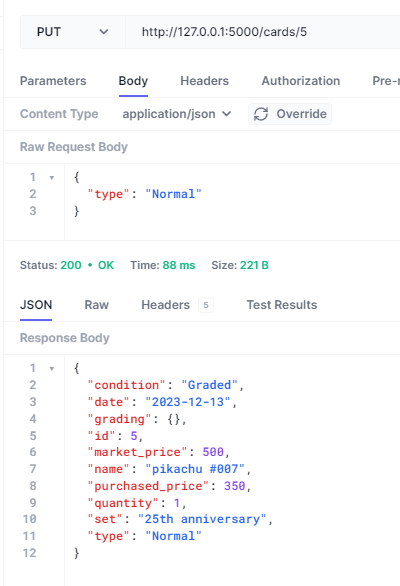 PUT http://127.0.0.1:5000/cards/5
Parameters Body Headers Authorization Pre-r
Content Type application/json Override
Raw Request Body
1 {
2 "type": "Normal"
3 }
Status: 200 • OK Time: 88 ms Size: 221 B
JSON Raw Headers 5 Test Results
Response Body
1 {
2 "condition": "Graded",
3 "date": "2023-12-13",
4 "grading": {},
5 "id": 5,
6 "market_price": 500,
7 "name": "pikachu #007",
8 "purchased_price": 350,
9 "quantity": 1,
10 "set": "25th anniversary",
11 "type": "Normal"
12 }